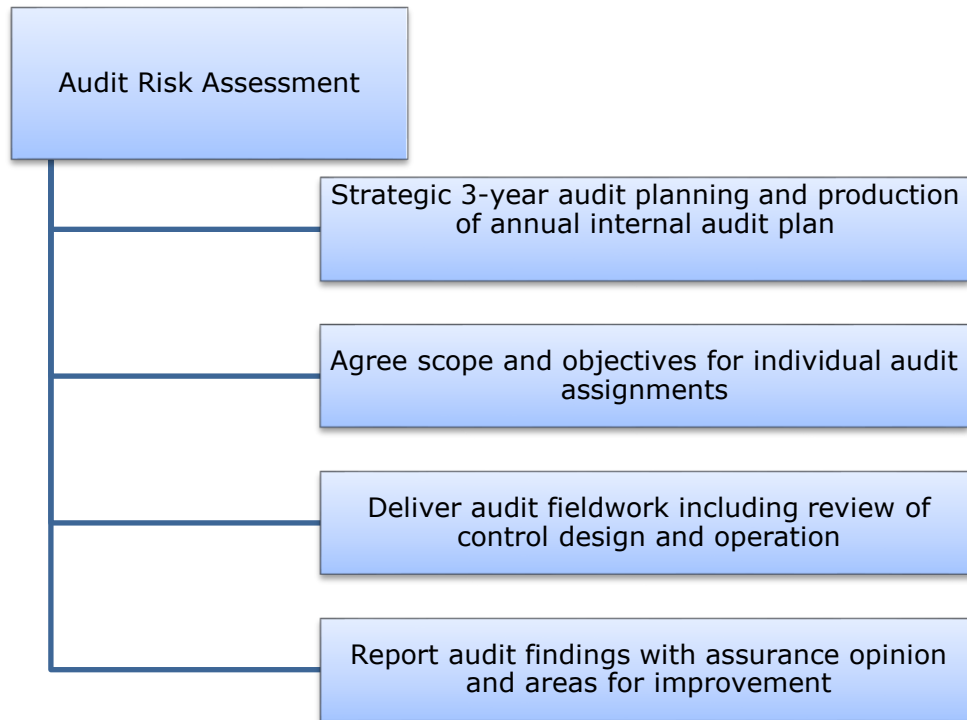 Audit Risk Assessment
Strategic 3-year audit planning and production
of annual internal audit plan
Agree scope and objectives for individual audit
assignments
Deliver audit fieldwork including review of
control design and operation
Report audit findings with assurance opinion
and areas for improvement